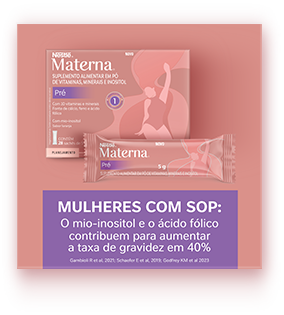 Nestlé
Materna
SUPLEMENTO ALIMENTAR EM PÓ
DE VITAMINAS, MINERAIS E INOSITOL
Pré
1
PLANEJAMENTO
Nestlé
Materna
Pré
5 g
MULHERES COM SOP:
O mio-inositol e o ácido fólico
contribuem para aumentar
a taxa de gravidez em 40%
Gambioli R et al, 2021; Schaefer E et al, 2019; Godfrey KM et al 2023